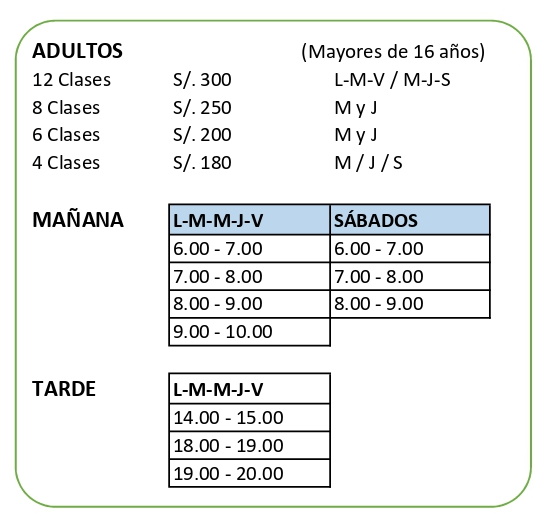 ADULTOS (Mayores de 16 años)
12 Clases S/. 300 L-M-V / M-J-S
8 Clases S/. 250 M y J
6 Clases S/. 200 M y J
4 Clases S/. 180 M / J / S
MAÑANA L-M-M-J-V SÁBADOS
6.00 - 7.00 6.00 - 7.00
7.00 - 8.00 7.00 - 8.00
8.00 - 9.00 8.00 - 9.00
9.00 - 10.00
TARDE L-M-M-J-V
14.00 - 15.00
18.00 - 19.00
19.00 - 20.00